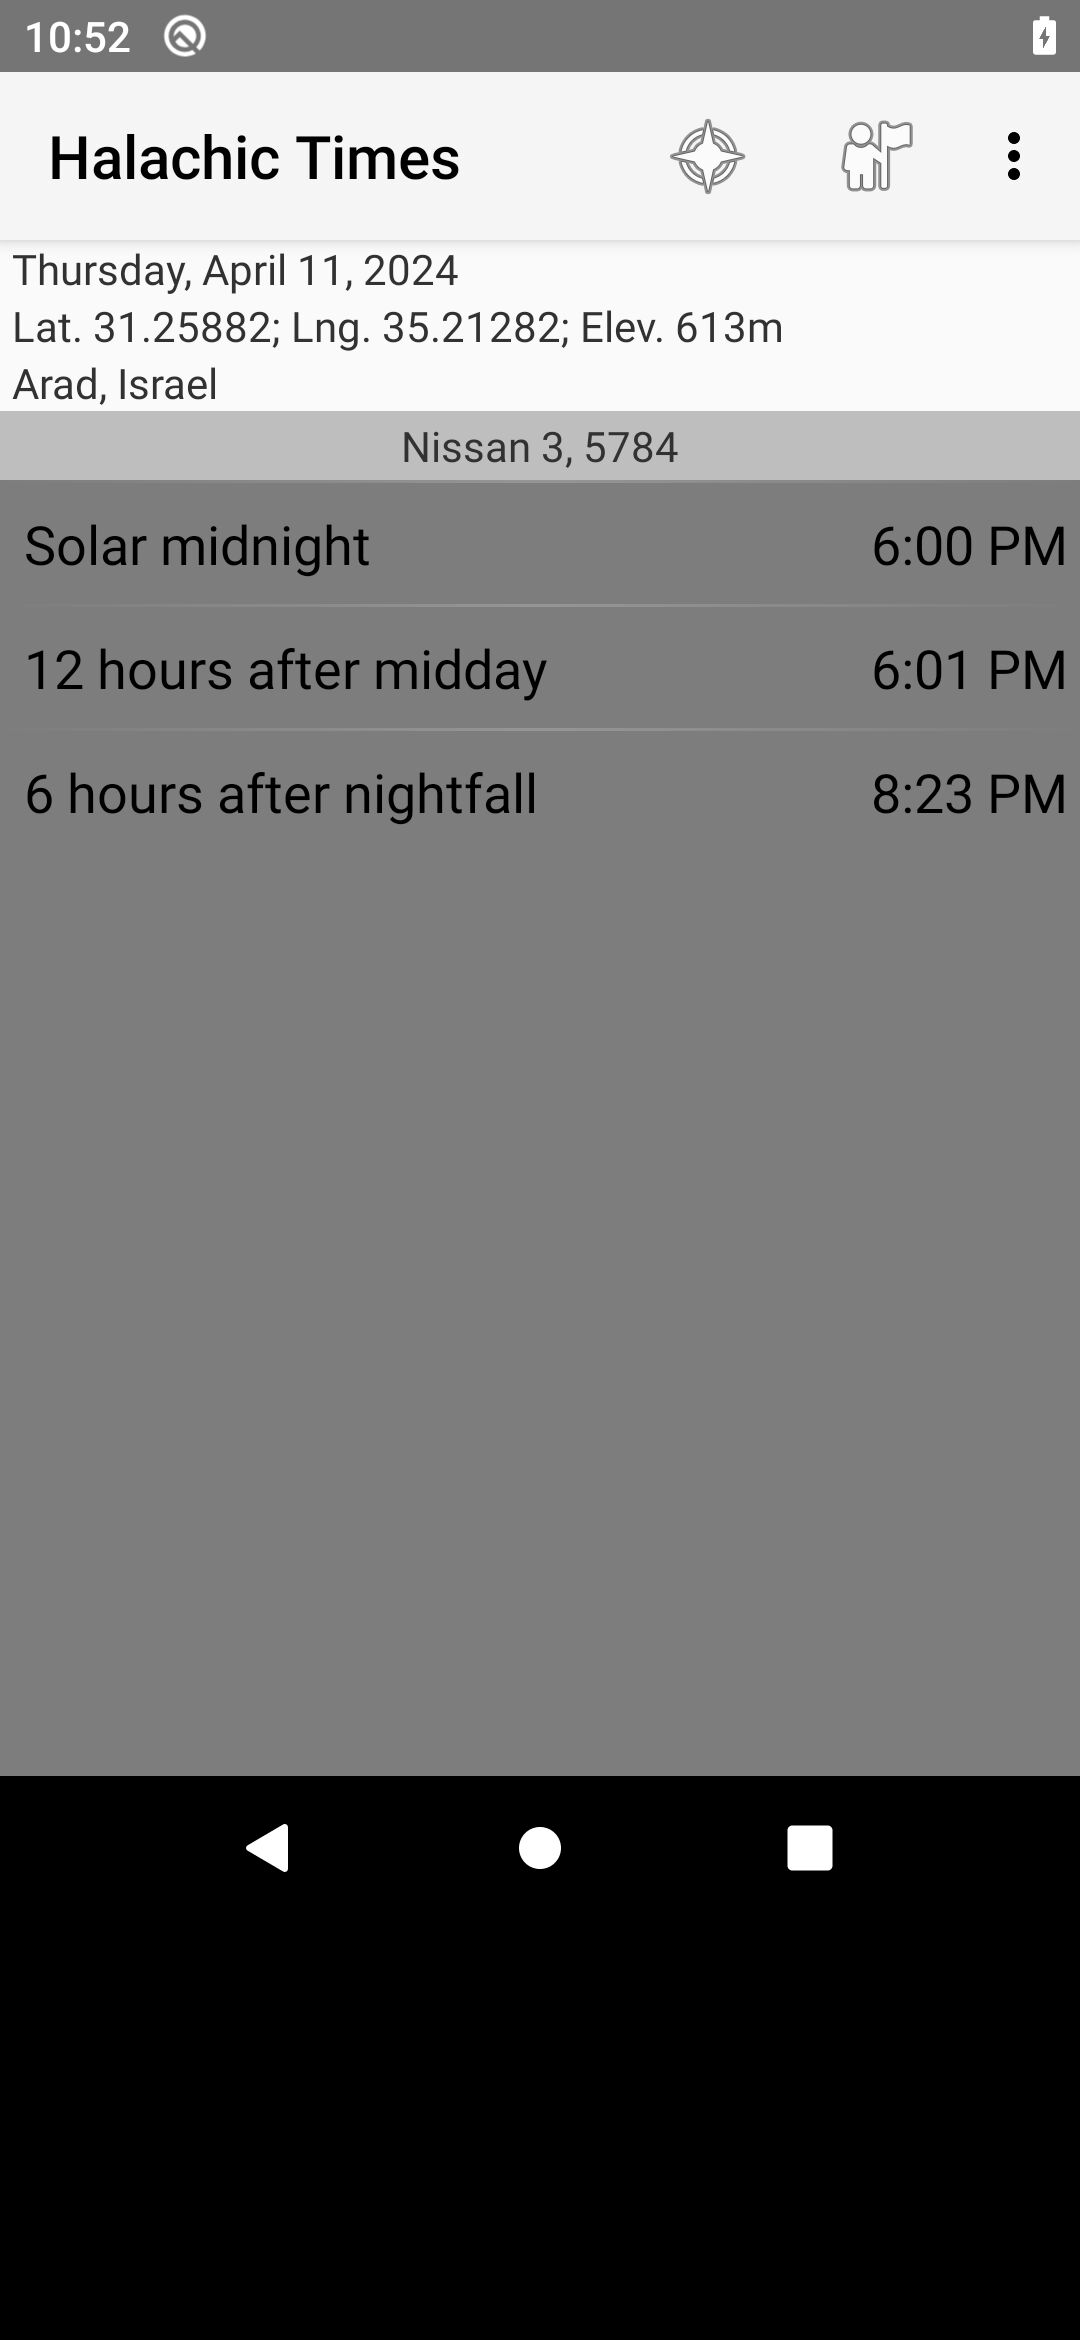 10:52
Halachic Times
Thursday, April 11, 2024
Lat. 31.25882; Lng. 35.21282; Elev. 613m
Arad, Israel
Nissan 3, 5784
Solar midnight 6:00 PM
12 hours after midday 6:01 PM
6 hours after nightfall 8:23 PM